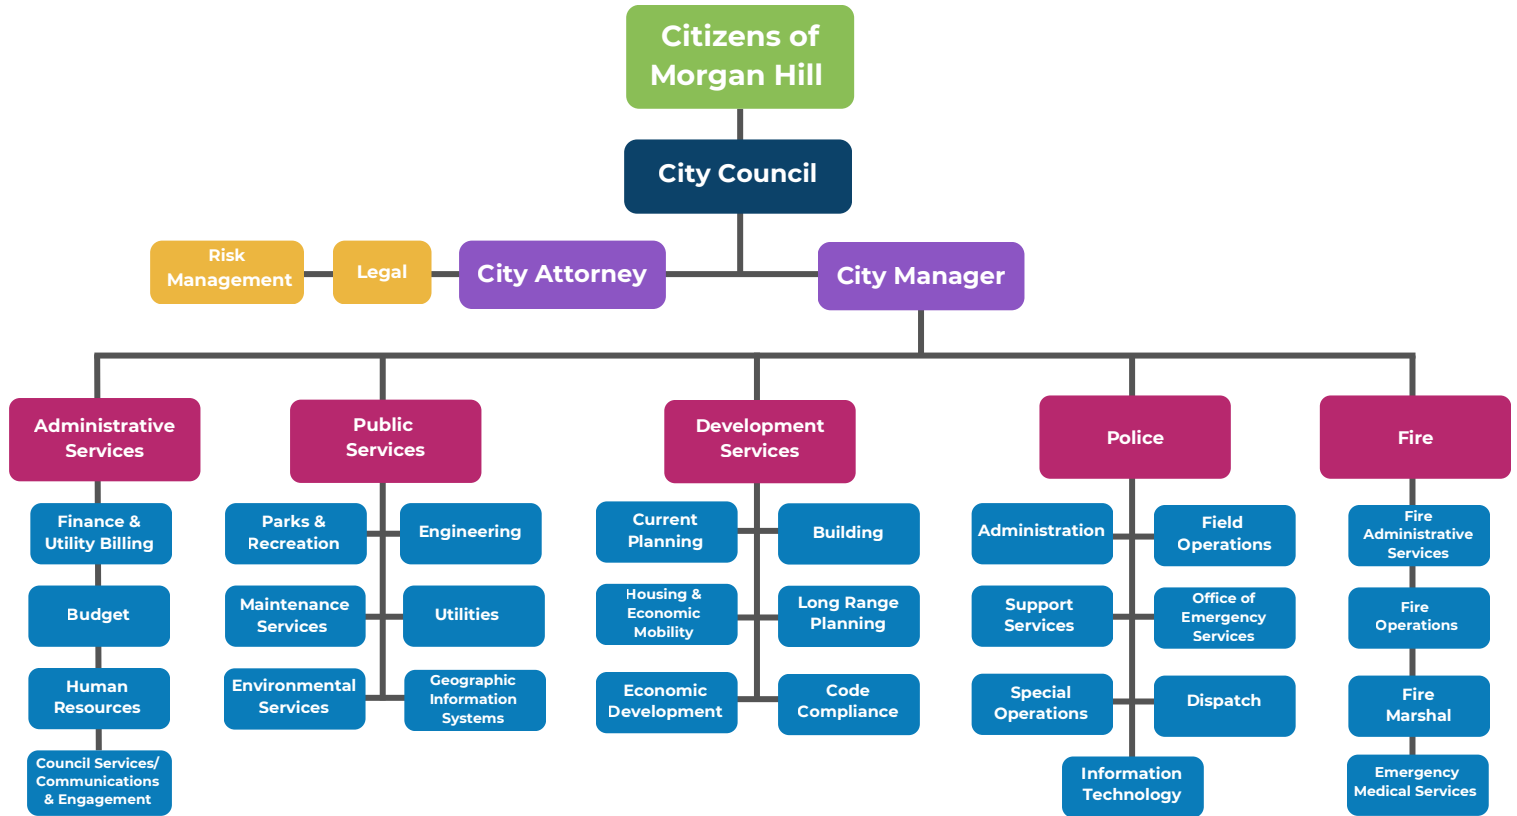 Citizens of
Morgan Hill
City Council
Risk
Management
Legal
City Attorney
City Manager
Administrative
Services
Public
Services
Development
Services
Police
Fire
Finance &
Utility Billing
Budget
Human
Resources
Council Services/
Communications
& Engagement
Parks &
Recreation
Engineering
Maintenance
Services
Utilities
Environmental
Services
Geographic
Information
Systems
Current
Planning
Building
Housing &
Economic
Mobility
Long Range
Planning
Economic
Development
Code
Compliance
Administration
Field
Operations
Support
Services
Office of
Emergency
Services
Special
Operations
Dispatch
Information
Technology
Fire
Administrative
Services
Fire
Operations
Fire
Marshal
Emergency
Medical Services